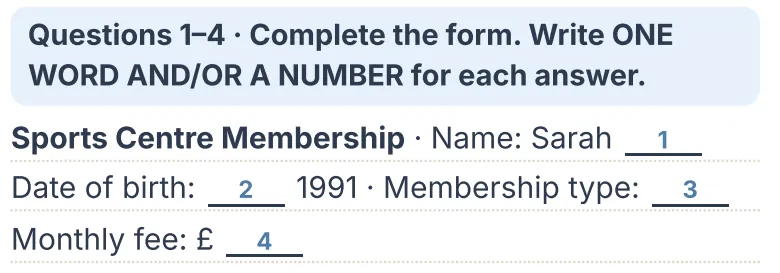 Questions 1–4 · Complete the form. Write ONE
WORD AND/OR A NUMBER for each answer.
Sports Centre Membership · Name: Sarah 1
Date of birth: 2 1991 · Membership type: 3
Monthly fee: £ 4